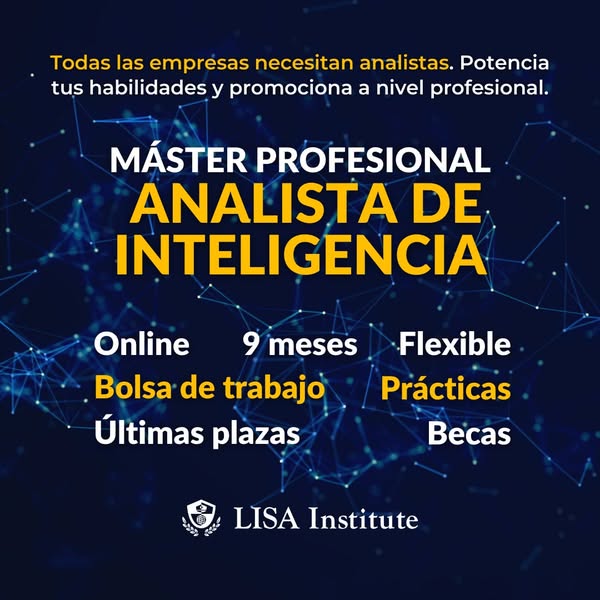 Todas las empresas necesitan analistas. Potencia
tus habilidades y promociona a nivel profesional.
MÁSTER PROFESIONAL
ANALISTA DE
INTELIGENCIA
Online 9 meses Flexible
Bolsa de trabajo Prácticas
Últimas plazas Becas
LISA Institute